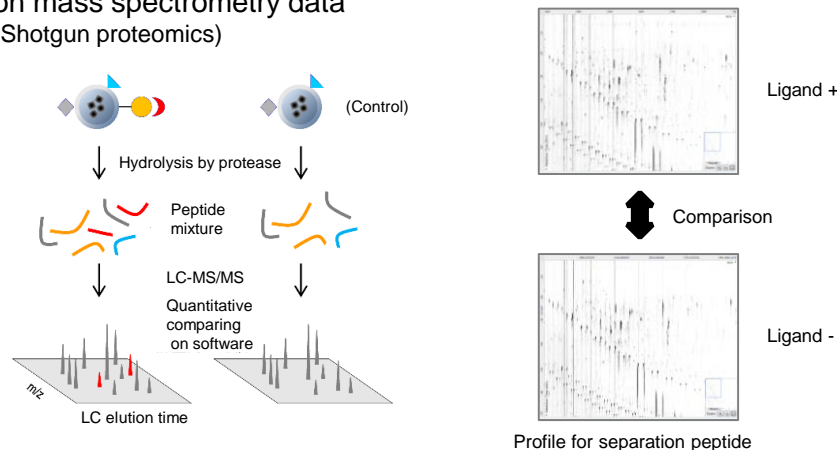 on mass spectrometry data
Shotgun proteomics)
(Control)
Hydrolysis by protease
Peptide
mixture
LC-MS/MS
Quantitative
comparing
on software
m/z
LC elution time
Ligand +
Comparison
Ligand -
Profile for separation peptide